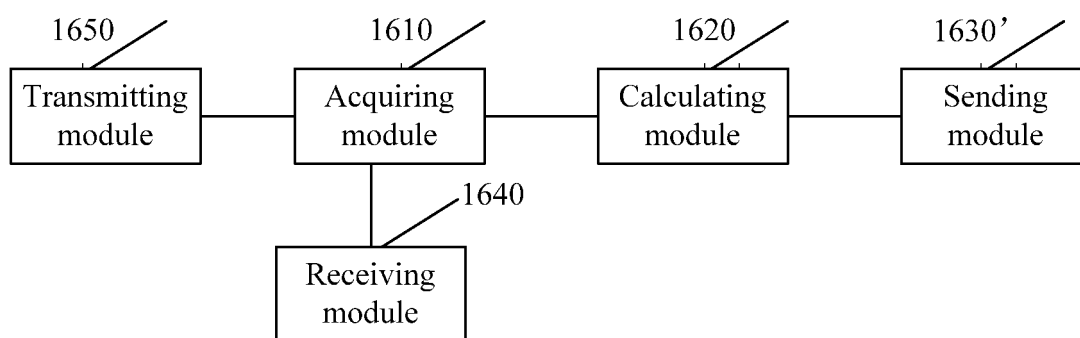 1650
1610
1620
1630’
Transmitting
module
Acquiring
module
Calculating
module
Sending
module
1640
Receiving
module